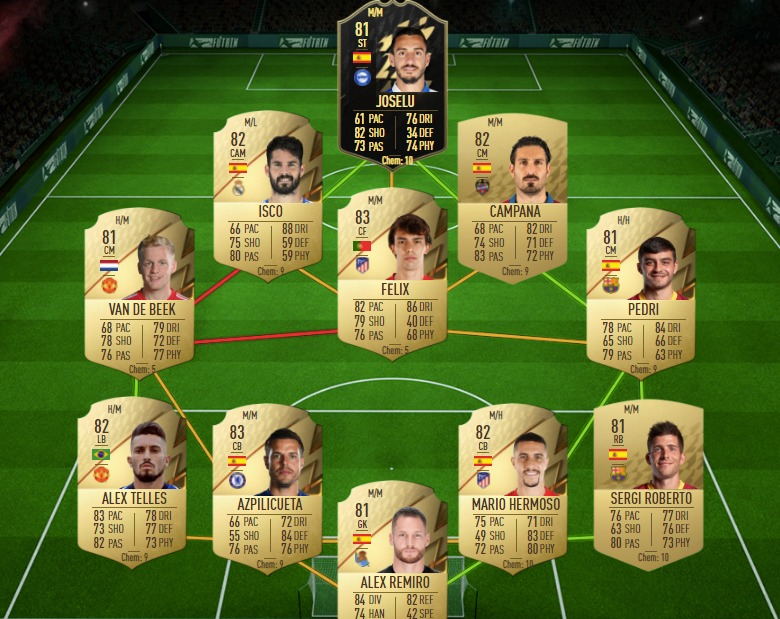 M/M
81
ST
JOSELU
61 PAC 76 DRI
82 SHO 34 DEF
73 PAS 74 PHY
Chem: 10
M/L
82
CAM
ISCO
66 PAC 88 DRI
75 SHO 59 DEF
80 PAS 59 PHY
Chem: 9
M/M
82
CM
CAMPANA
68 PAC 82 DRI
74 SHO 71 DEF
83 PAS 72 PHY
Chem: 9
M/M
83
CF
FELIX
82 PAC 86 DRI
79 SHO 40 DEF
76 PAS 68 PHY
Chem: 5
H/M
81
CM
VAN DE BEEK
68 PAC 79 DRI
78 SHO 72 DEF
76 PAS 77 PHY
Chem: 5
H/H
81
CM
PEDRI
78 PAC 84 DRI
65 SHO 66 DEF
79 PAS 63 PHY
Chem: 9
H/M
82
LB
ALEX TELLES
83 PAC 78 DRI
73 SHO 77 DEF
82 PAS 73 PHY
Chem: 9
M/M
83
CB
AZPILICUETA
66 PAC 72 DRI
55 SHO 84 DEF
76 PAS 76 PHY
Chem: 9
M/H
82
CB
MARIO HERMOSO
75 PAC 71 DRI
49 SHO 83 DEF
72 PAS 80 PHY
Chem: 10
M/M
81
RB
SERGI ROBERTO
76 PAC 77 DRI
63 SHO 76 DEF
80 PAS 73 PHY
Chem: 10
M/M
81
GK
ALEX REMIRO
84 DIV 82 REF
74 HAN 42 SPE